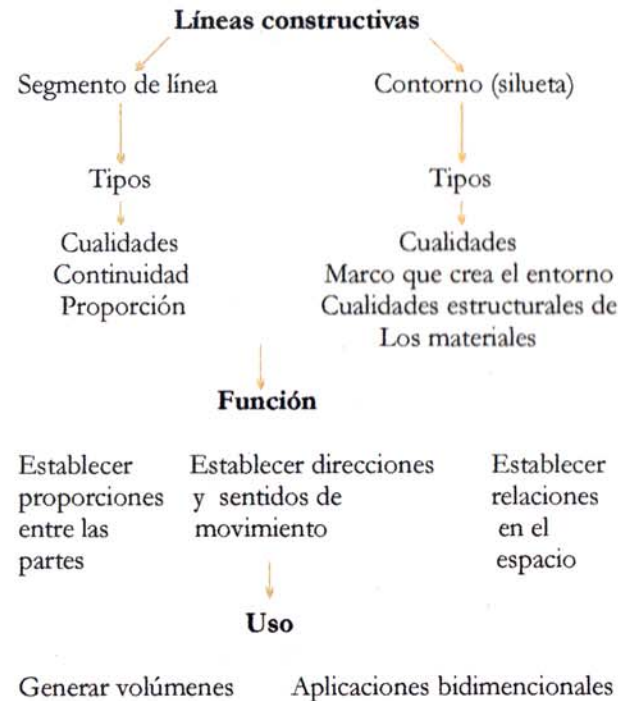 Líneas constructivas
Segmento de línea
Contorno (silueta)
Tipos
Tipos
Cualidades
Continuidad
Proporción
Cualidades
Marco que crea el entorno
Cualidades estructurales de
Los materiales
Función
Establecer
proporciones
entre las
partes
Establecer direcciones
y sentidos de
movimiento
Establecer
relaciones
en el
espacio
Uso
Generar volúmenes
Aplicaciones bidimencionales